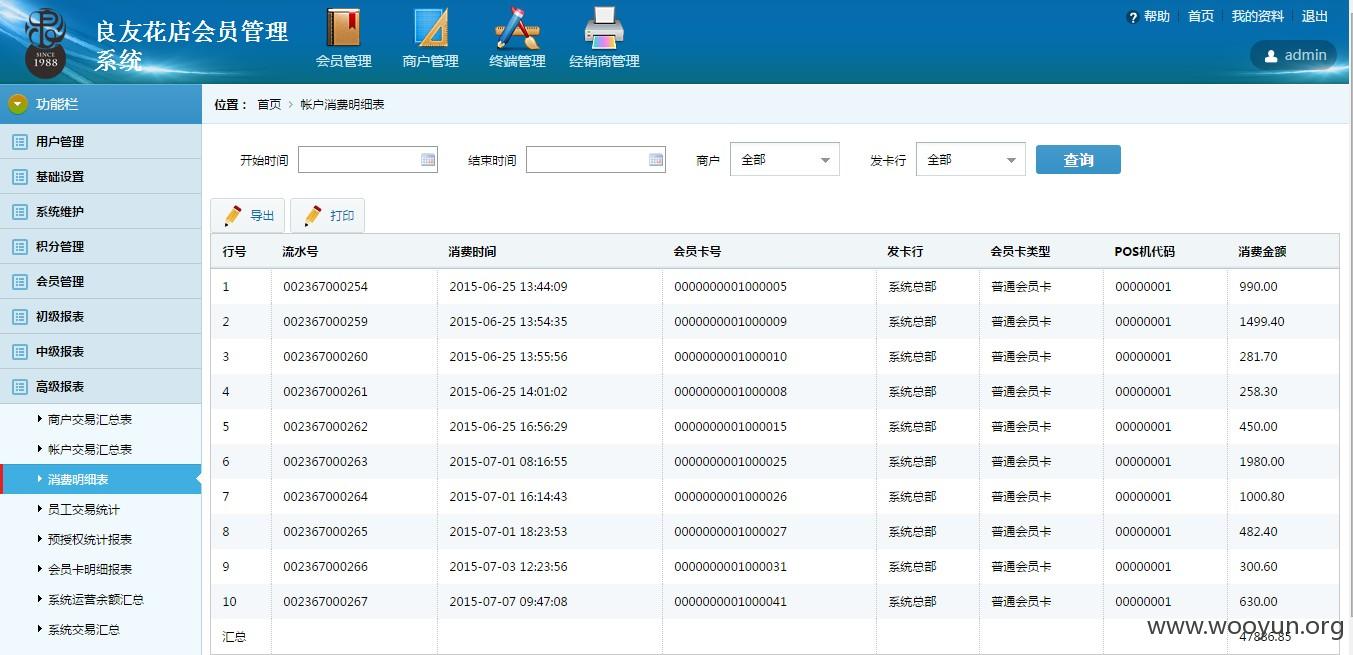 SINCE
1988
良友花店会员管理
系统
会员管理 商户管理 终端管理 经销商管理
? 帮助 首页 我的资料 退出
admin
功能栏
位置： 首页 › 帐户消费明细表
用户管理
基础设置
系统维护
积分管理
会员管理
初级报表
中级报表
高级报表
商户交易汇总表
帐户交易汇总表
消费明细表
员工交易统计
预授权统计报表
会员卡明细报表
系统运营余额汇总
系统交易汇总
开始时间 结束时间 商户 全部 发卡行 全部 查询
导出 打印
行号 流水号 消费时间 会员卡号 发卡行 会员卡类型 POS机代码 消费金额
1 002367000254 2015-06-25 13:44:09 0000000001000005 系统总部 普通会员卡 00000001 990.00
2 002367000259 2015-06-25 13:54:35 0000000001000009 系统总部 普通会员卡 00000001 1499.40
3 002367000260 2015-06-25 13:55:56 0000000001000010 系统总部 普通会员卡 00000001 281.70
4 002367000261 2015-06-25 14:01:02 0000000001000008 系统总部 普通会员卡 00000001 258.30
5 002367000262 2015-06-25 16:56:29 0000000001000015 系统总部 普通会员卡 00000001 450.00
6 002367000263 2015-07-01 08:16:55 0000000001000025 系统总部 普通会员卡 00000001 1980.00
7 002367000264 2015-07-01 16:14:43 0000000001000026 系统总部 普通会员卡 00000001 1000.80
8 002367000265 2015-07-01 18:23:53 0000000001000027 系统总部 普通会员卡 00000001 482.40
9 002367000266 2015-07-03 12:23:56 0000000001000031 系统总部 普通会员卡 00000001 300.60
10 002367000267 2015-07-07 09:47:08 0000000001000041 系统总部 普通会员卡 00000001 630.00
汇总
www.wooyun.org